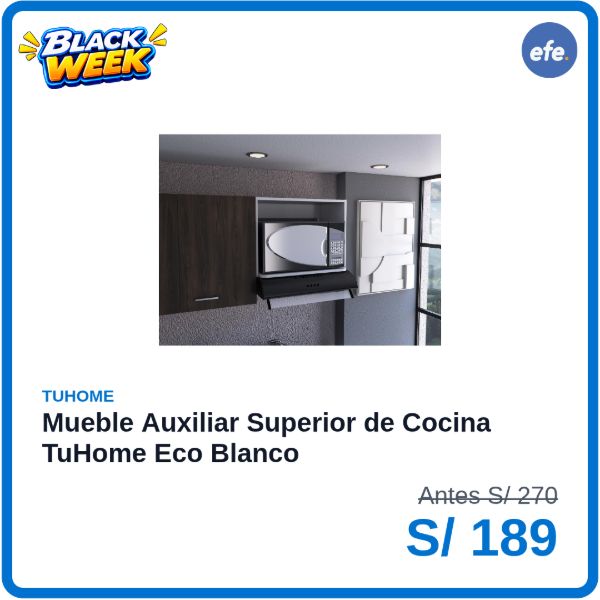 BLACK
WEEK
efe.
TUHOME
Mueble Auxiliar Superior de Cocina
TuHome Eco Blanco
Antes S/ 270
S/ 189